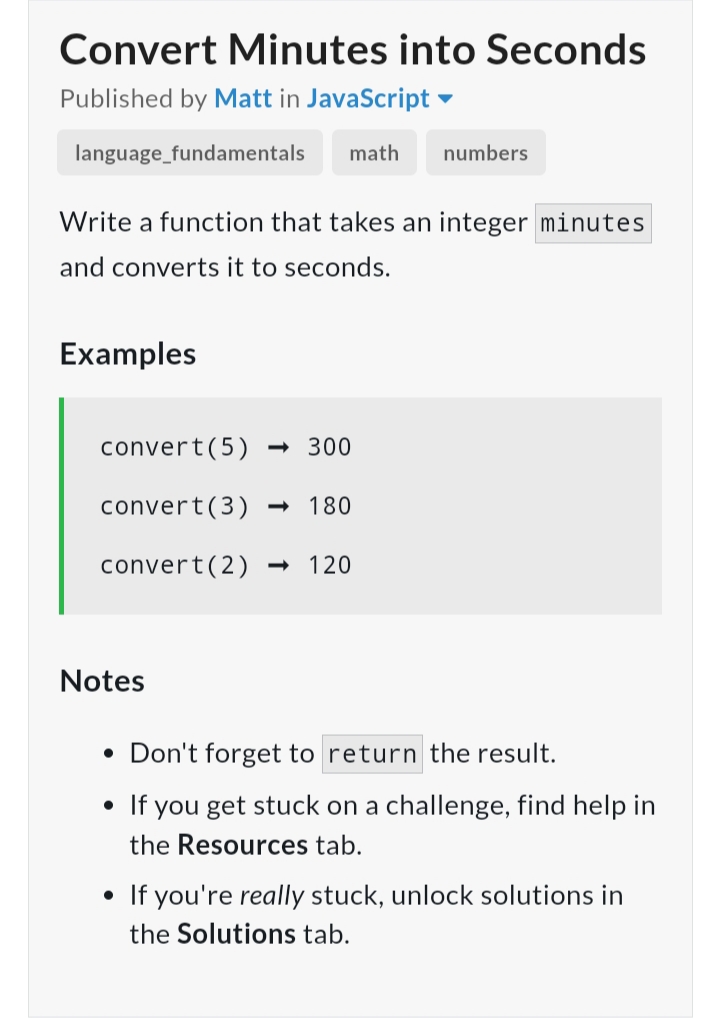 Convert Minutes into Seconds
Published by Matt in JavaScript
language_fundamentals math numbers
Write a function that takes an integer minutes
and converts it to seconds.
Examples
convert(5) ➞ 300
convert(3) ➞ 180
convert(2) ➞ 120
Notes
• Don't forget to return the result.
• If you get stuck on a challenge, find help in
the Resources tab.
• If you're really stuck, unlock solutions in
the Solutions tab.